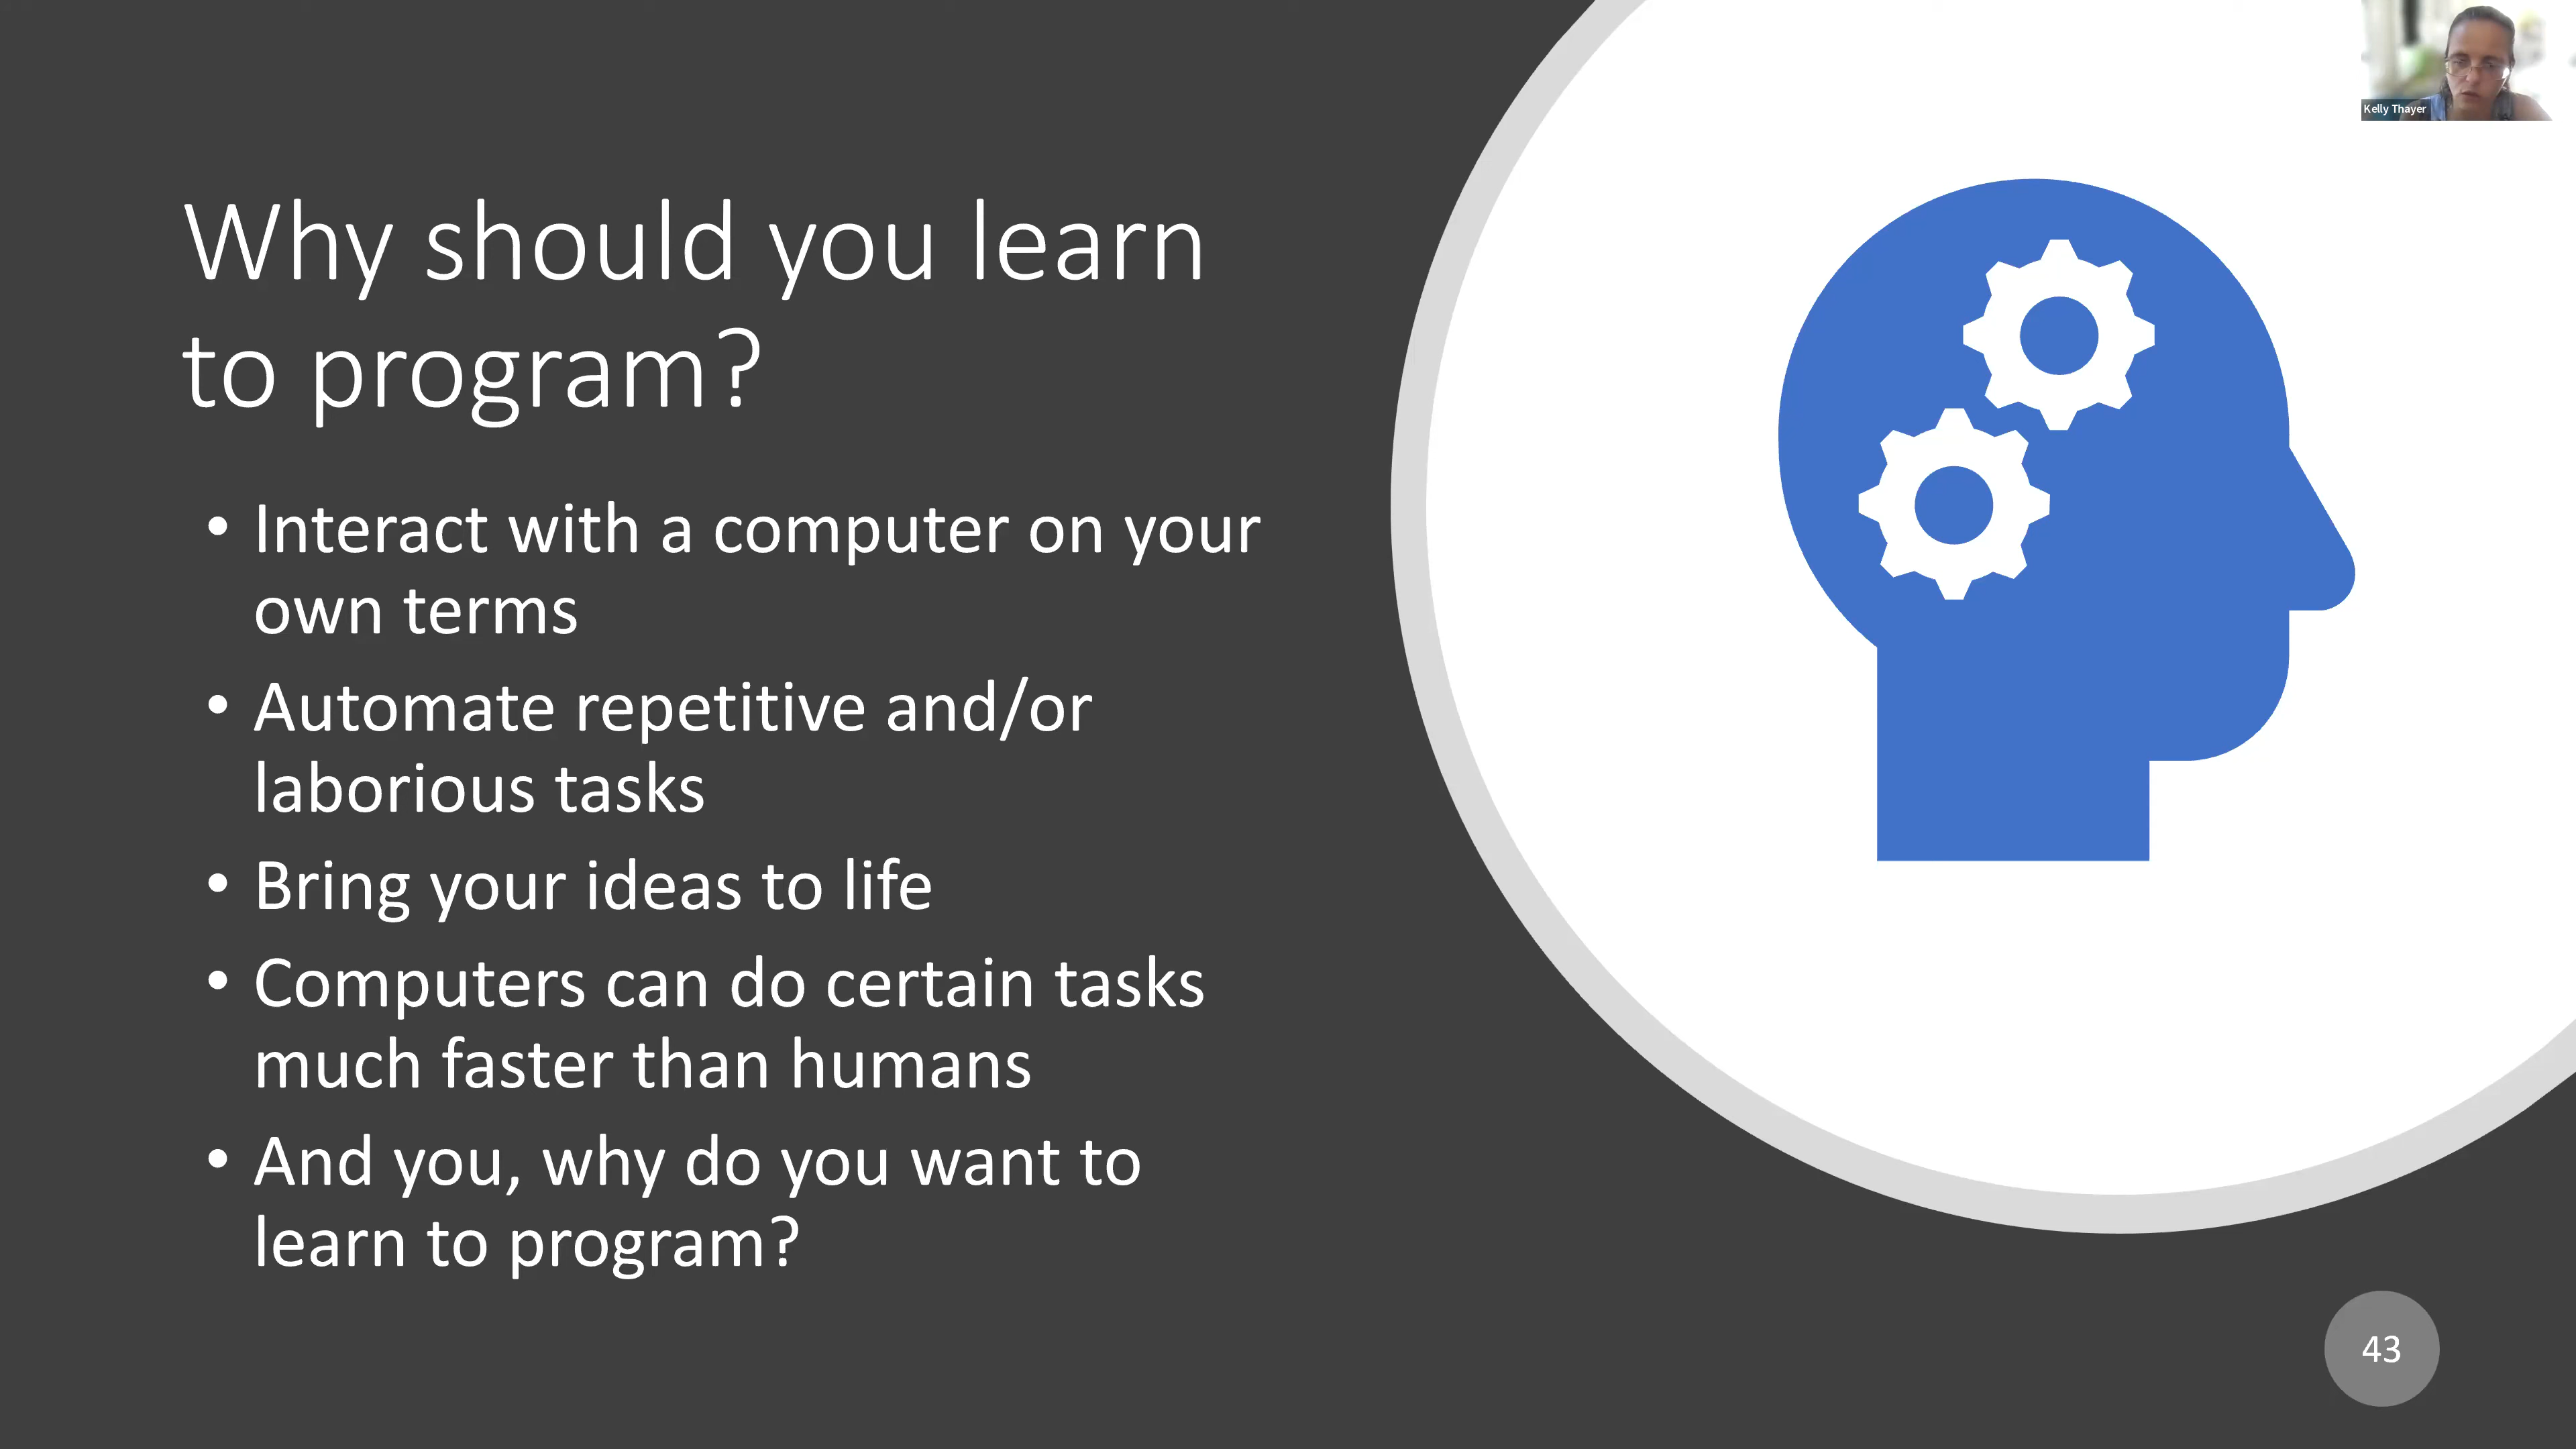 Kelly Thayer
Why should you learn
to program?
• Interact with a computer on your
own terms
• Automate repetitive and/or
laborious tasks
• Bring your ideas to life
• Computers can do certain tasks
much faster than humans
• And you, why do you want to
learn to program?
43